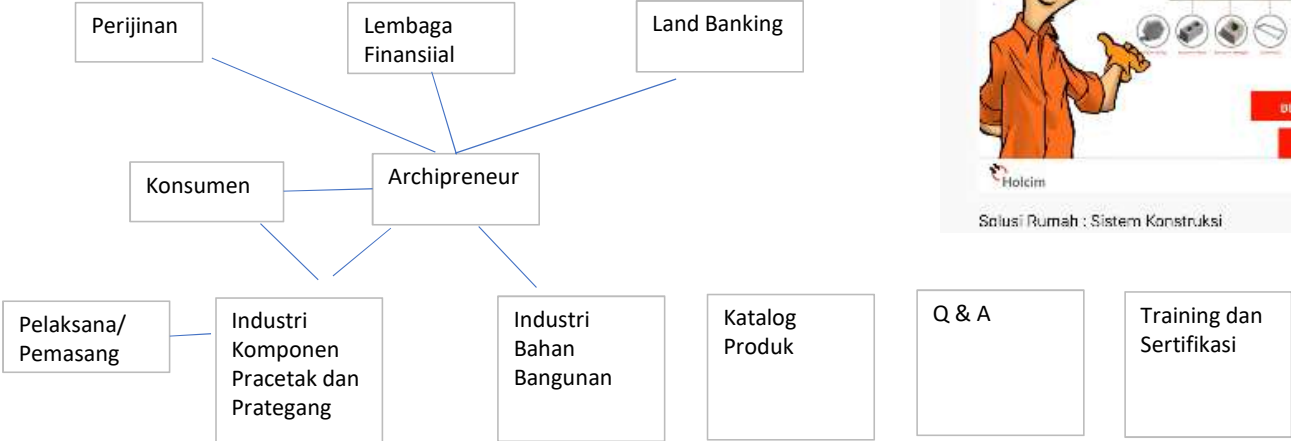 Perijinan
Lembaga
Finansiial
Land Banking
Konsumen
Archipreneur
Holcim
Solusi Rumah : Sistem Konstruksi
Pelaksana/
Pemasang
Industri
Komponen
Pracetak dan
Prategang
Industri
Bahan
Bangunan
Katalog
Produk
Q & A
Training dan
Sertifikasi